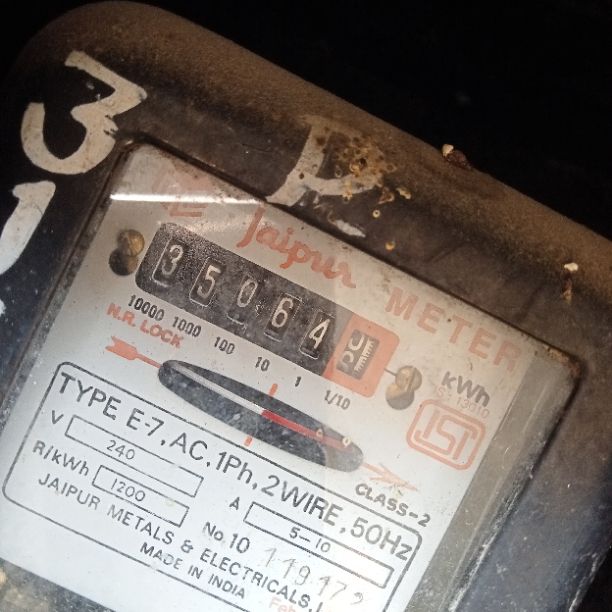 3
1
Jaipur METER
3 5 0 6 4
10000 1000 100 10 1 1/10
kWh
N.R. LOCK
IS: 13010
ISI
CLASS-2
TYPE E-7, AC, 1Ph, 2WIRE, 50Hz
V 240 A 5-10
R/kWh 1200 No. 10
JAIPUR METALS & ELECTRICALS,
MADE IN INDIA
Feb